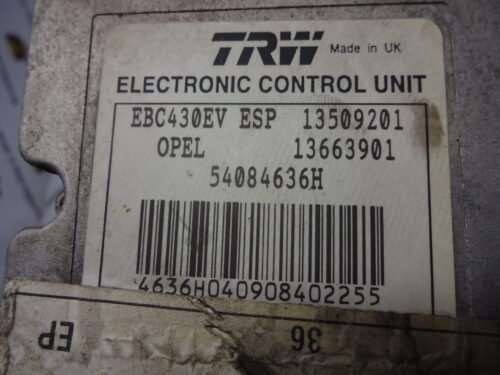 TRW Made in UK
ELECTRONIC CONTROL UNIT
EBC430EV ESP 13509201
OPEL 13663901
54084636H
4636H040908402255
36
EP